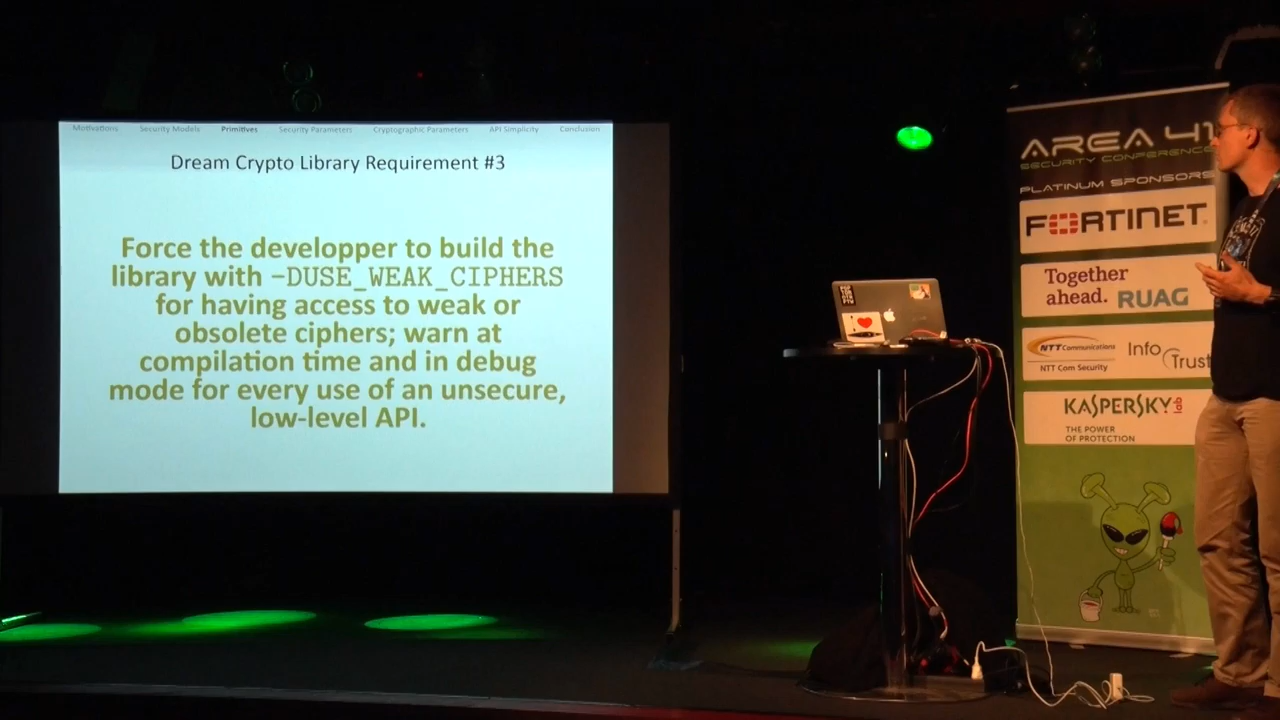 Motivations Security Models Primitives Security Parameters Cryptographic Parameters API Simplicity Conclusion
Dream Crypto Library Requirement #3
Force the developper to build the
library with -DUSE_WEAK_CIPHERS
for having access to weak or
obsolete ciphers; warn at
compilation time and in debug
mode for every use of an unsecure,
low-level API.
AREA 41
SECURITY CONFERENCE
PLATINUM SPONSORS
FORTINET
Together
ahead. RUAG
NTT Communications
NTT Com Security
Info
Trust
KASPERSKY lab
THE POWER
OF PROTECTION